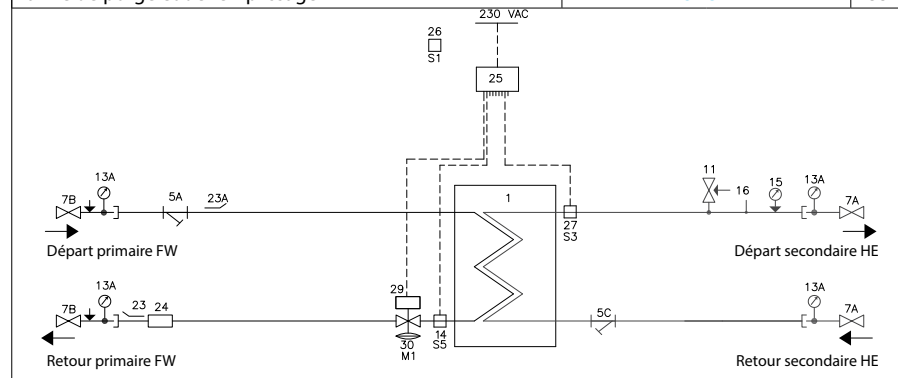 230 VAC
26
S1
25
13A
7B
5A
23A
1
27
S3
11
16
15
13A
7A
Départ primaire FW
Départ secondaire HE
13A
7B
23
24
29
30
M1
14
S5
5C
13A
7A
Retour primaire FW
Retour secondaire HE